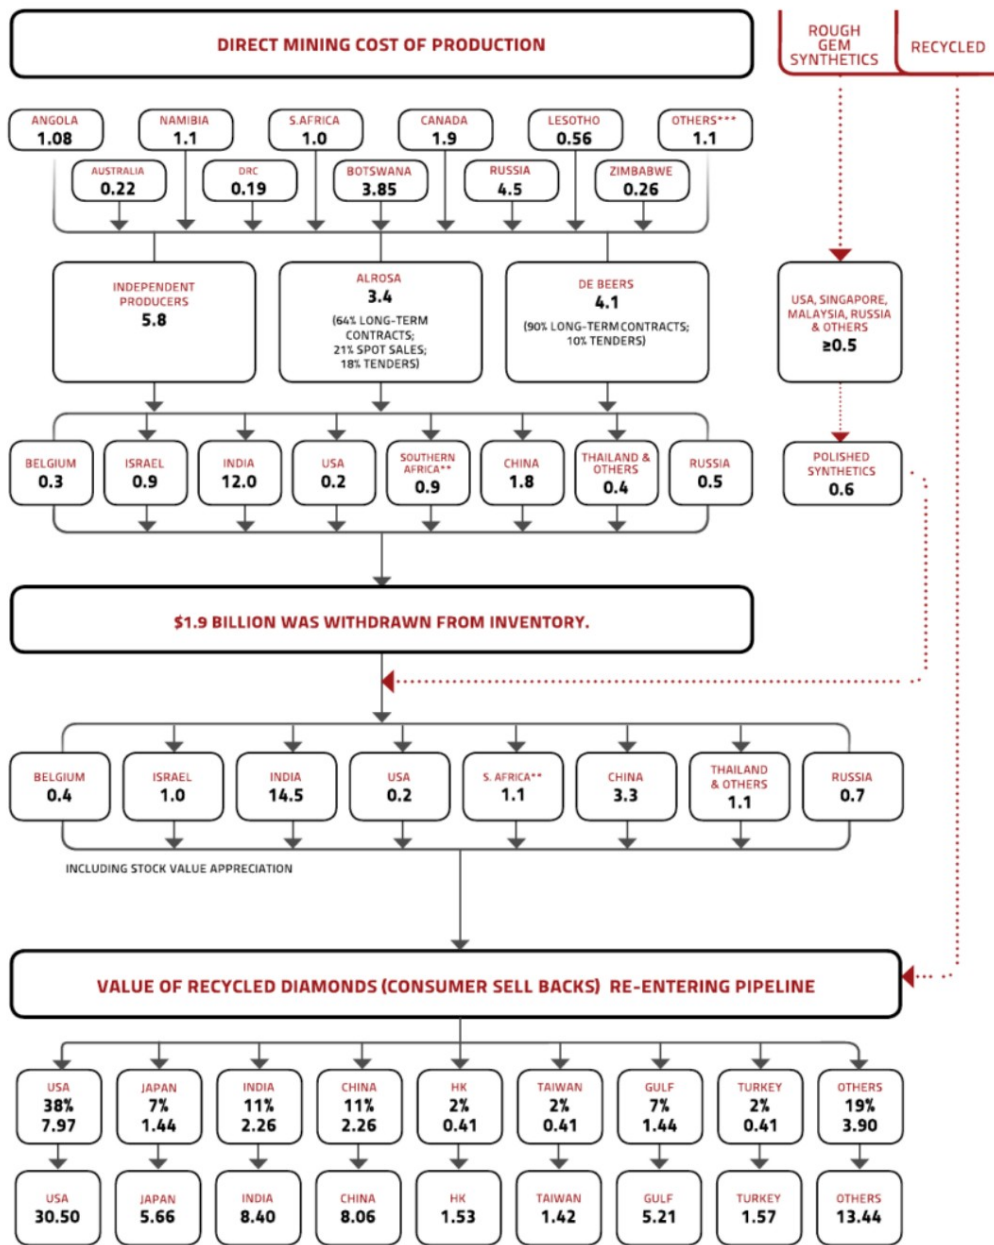 DIRECT MINING COST OF PRODUCTION
ROUGH
GEM
SYNTHETICS
RECYCLED
ANGOLA
1.08
NAMIBIA
1.1
S.AFRICA
1.0
CANADA
1.9
LESOTHO
0.56
OTHERS***
1.1
AUSTRALIA
0.22
DRC
0.19
BOTSWANA
3.85
RUSSIA
4.5
ZIMBABWE
0.26
INDEPENDENT
PRODUCERS
5.8
ALROSA
3.4
(64% LONG-TERM
CONTRACTS;
21% SPOT SALES;
18% TENDERS)
DE BEERS
4.1
(90% LONG-TERM CONTRACTS;
10% TENDERS)
USA, SINGAPORE,
MALAYSIA, RUSSIA
& OTHERS
≥0.5
BELGIUM
0.3
ISRAEL
0.9
INDIA
12.0
USA
0.2
SOUTHERN
AFRICA**
0.9
CHINA
1.8
THAILAND &
OTHERS
0.4
RUSSIA
0.5
POLISHED
SYNTHETICS
0.6
$1.9 BILLION WAS WITHDRAWN FROM INVENTORY.
BELGIUM
0.4
ISRAEL
1.0
INDIA
14.5
USA
0.2
S. AFRICA**
1.1
CHINA
3.3
THAILAND
& OTHERS
1.1
RUSSIA
0.7
INCLUDING STOCK VALUE APPRECIATION
VALUE OF RECYCLED DIAMONDS (CONSUMER SELL BACKS) RE-ENTERING PIPELINE
USA
38%
7.97
JAPAN
7%
1.44
INDIA
11%
2.26
CHINA
11%
2.26
HK
2%
0.41
TAIWAN
2%
0.41
GULF
7%
1.44
TURKEY
2%
0.41
OTHERS
19%
3.90
USA
30.50
JAPAN
5.66
INDIA
8.40
CHINA
8.06
HK
1.53
TAIWAN
1.42
GULF
5.21
TURKEY
1.57
OTHERS
13.44